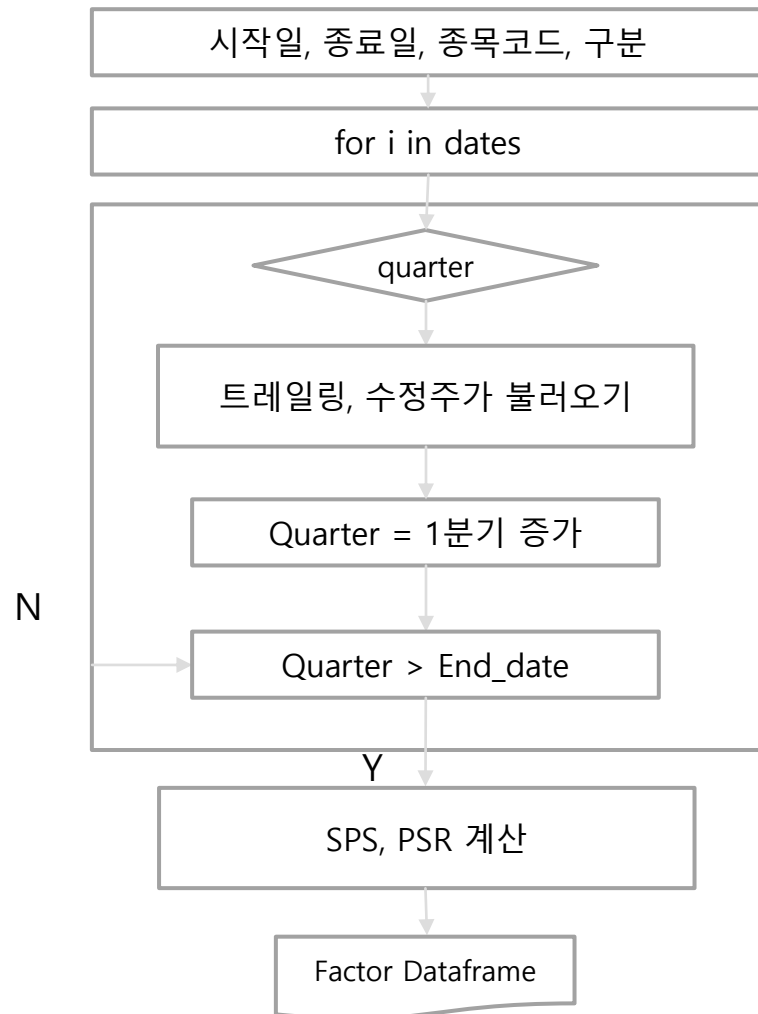 시작일, 종료일, 종목코드, 구분
for i in dates
quarter
트레일링, 수정주가 불러오기
Quarter = 1분기 증가
N
Quarter > End_date
Y
SPS, PSR 계산
Factor Dataframe